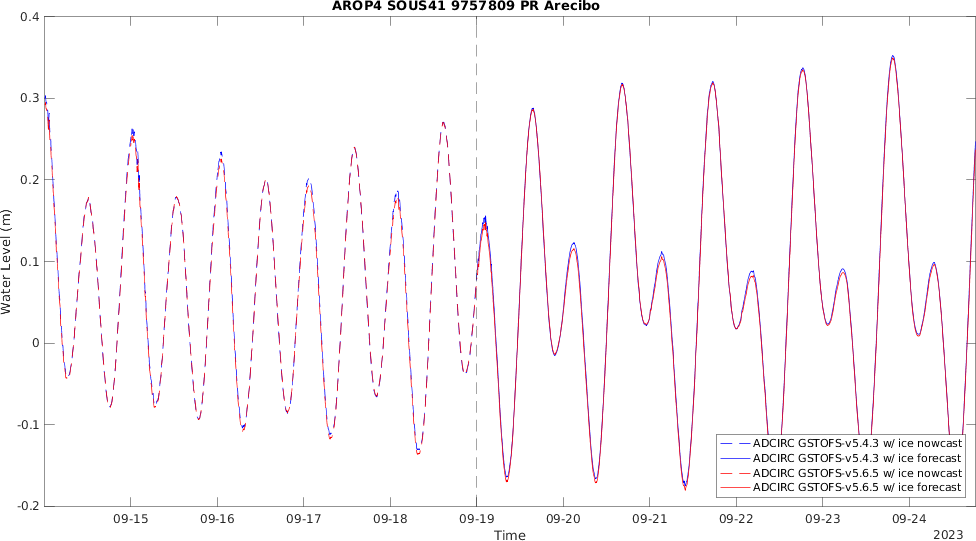 AROP4 SOUS41 9757809 PR Arecibo
0.4
0.3
0.2
0.1
0
-0.1
-0.2
Water Level (m)
ADCIRC GSTOFS-v5.4.3 w/ ice nowcast
ADCIRC GSTOFS-v5.4.3 w/ ice forecast
ADCIRC GSTOFS-v5.6.5 w/ ice nowcast
ADCIRC GSTOFS-v5.6.5 w/ ice forecast
09-15 09-16 09-17 09-18 09-19 09-20 09-21 09-22 09-23 09-24
Time
2023